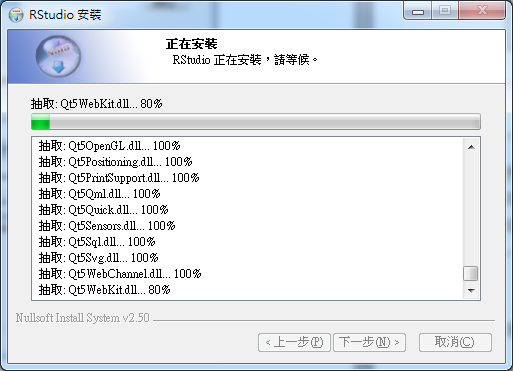 RStudio 安裝
正在安裝
RStudio 正在安裝，請等候。
抽取: Qt5WebKit.dll... 80%
抽取: Qt5OpenGL.dll... 100%
抽取: Qt5Positioning.dll... 100%
抽取: Qt5PrintSupport.dll... 100%
抽取: Qt5Qml.dll... 100%
抽取: Qt5Quick.dll... 100%
抽取: Qt5Sensors.dll... 100%
抽取: Qt5Sql.dll... 100%
抽取: Qt5Svg.dll... 100%
抽取: Qt5WebChannel.dll... 100%
抽取: Qt5WebKit.dll... 80%
Nullsoft Install System v2.50
< 上一步(P) 下一步(N) > 取消(C)